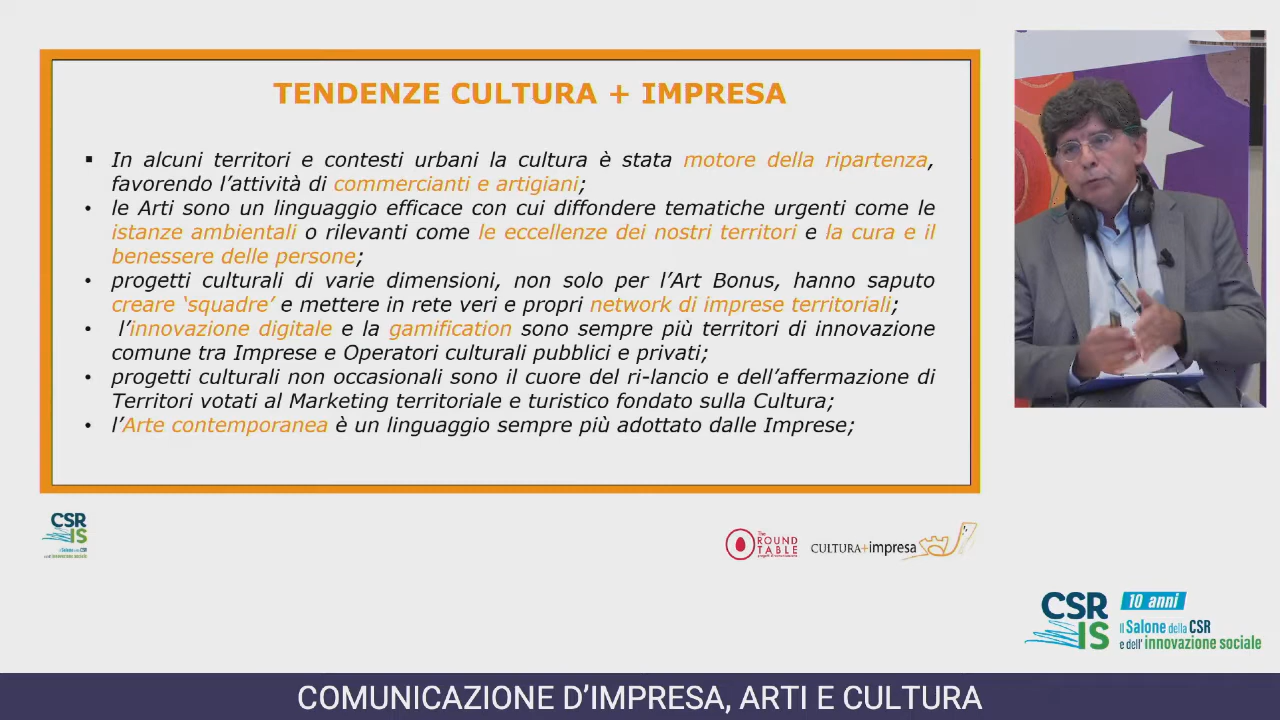 TENDENZE CULTURA + IMPRESA
▪ In alcuni territori e contesti urbani la cultura è stata motore della ripartenza,
favorendo l'attività di commercianti e artigiani;
• le Arti sono un linguaggio efficace con cui diffondere tematiche urgenti come le
istanze ambientali o rilevanti come le eccellenze dei nostri territori e la cura e il
benessere delle persone;
• progetti culturali di varie dimensioni, non solo per l'Art Bonus, hanno saputo
creare 'squadre' e mettere in rete veri e propri network di imprese territoriali;
• l'innovazione digitale e la gamification sono sempre più territori di innovazione
comune tra Imprese e Operatori culturali pubblici e privati;
• progetti culturali non occasionali sono il cuore del ri-lancio e dell'affermazione di
Territori votati al Marketing territoriale e turistico fondato sulla Cultura;
• l'Arte contemporanea è un linguaggio sempre più adottato dalle Imprese;
CSR
IS
The
ROUND
TABLE
CULTURA+impresa
CSR
IS
10 anni
il Salone della CSR
e dell'innovazione sociale
COMUNICAZIONE D'IMPRESA, ARTI E CULTURA